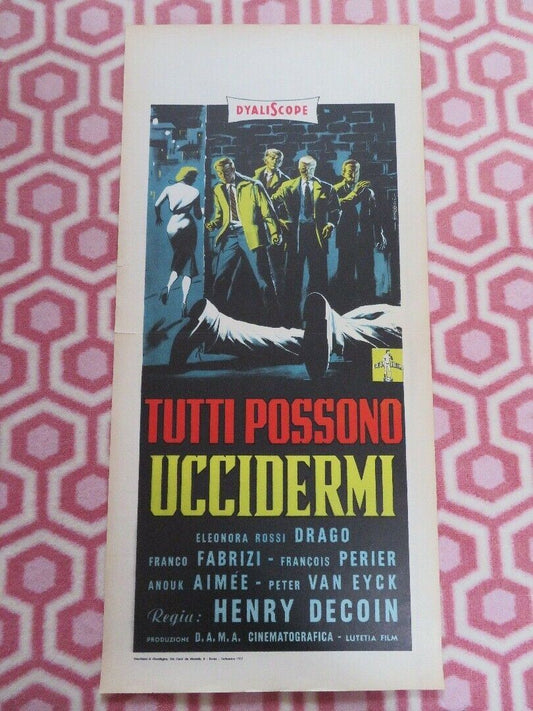 DYALISCOPE
TUTTI POSSONO
UCCIDERMI
ELEONORA ROSSI DRAGO
FRANCO FABRIZI - FRANÇOIS PERIER
ANOUK AIMÉE - PETER VAN EYCK
Regia: HENRY DECOIN
PRODUZIONE D.A.M.A. CINEMATOGRAFICA - LUTETIA FILM